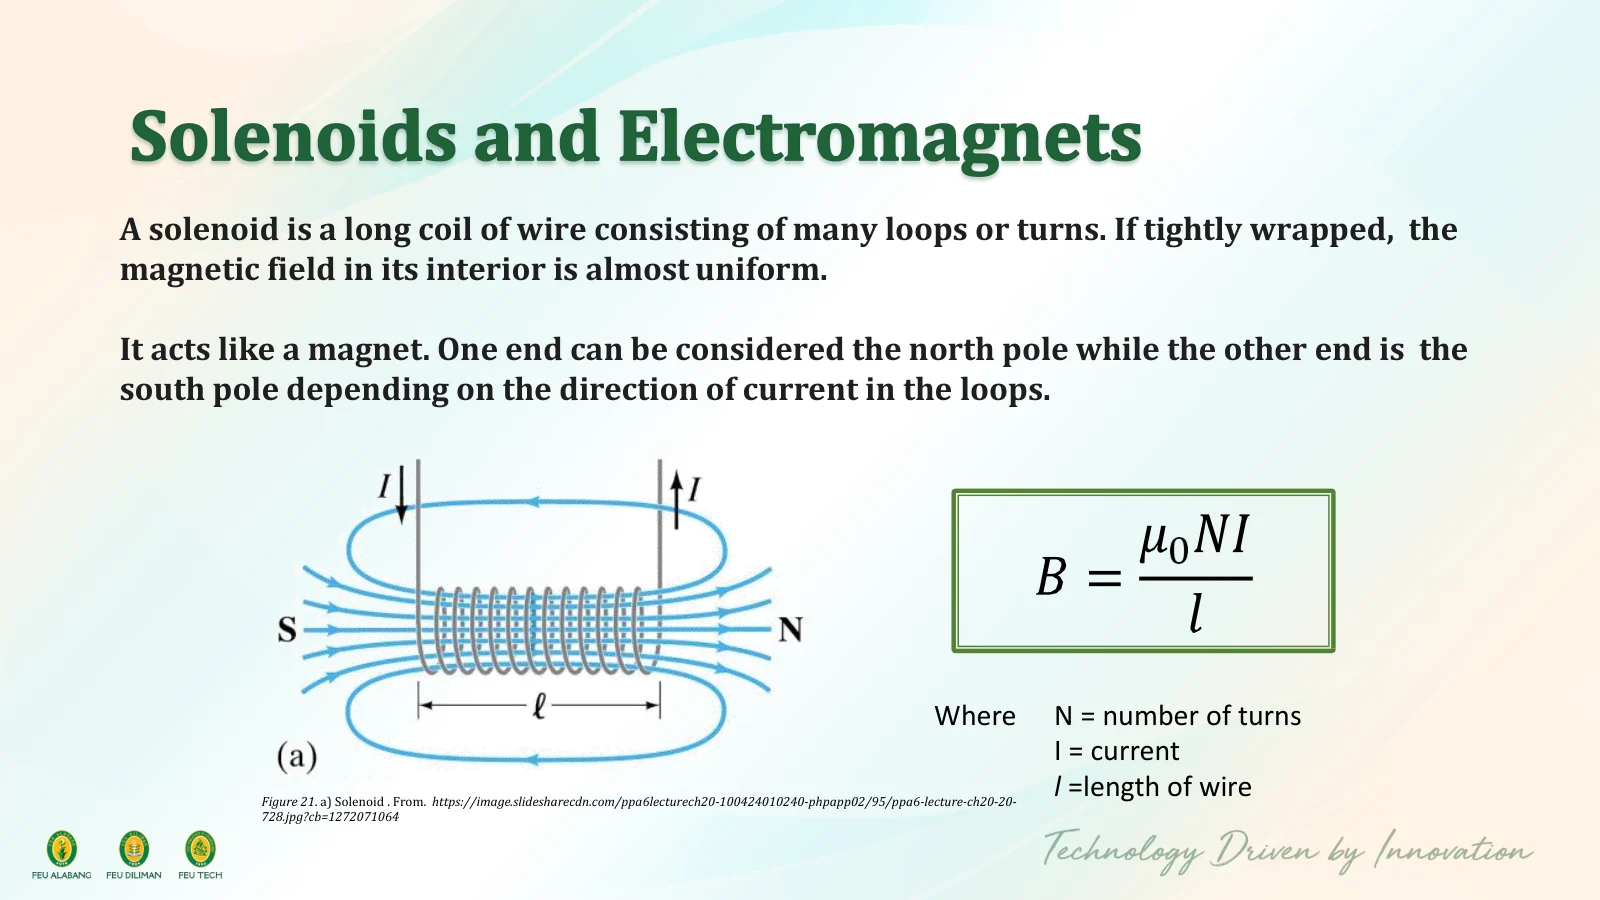 Solenoids and Electromagnets
A solenoid is a long coil of wire consisting of many loops or turns. If tightly wrapped, the
magnetic field in its interior is almost uniform.
It acts like a magnet. One end can be considered the north pole while the other end is the
south pole depending on the direction of current in the loops.
I
I
S
N
ℓ
(a)
B = μ₀NI / l
Where N = number of turns
I = current
l =length of wire
Figure 21. a) Solenoid . From. https://image.slidesharecdn.com/ppa6lecturech20-100424010240-phpapp02/95/ppa6-lecture-ch20-20-
728.jpg?cb=1272071064
FEU ALABANG
FEU DILIMAN
FEU TECH
Technology Driven by Innovation